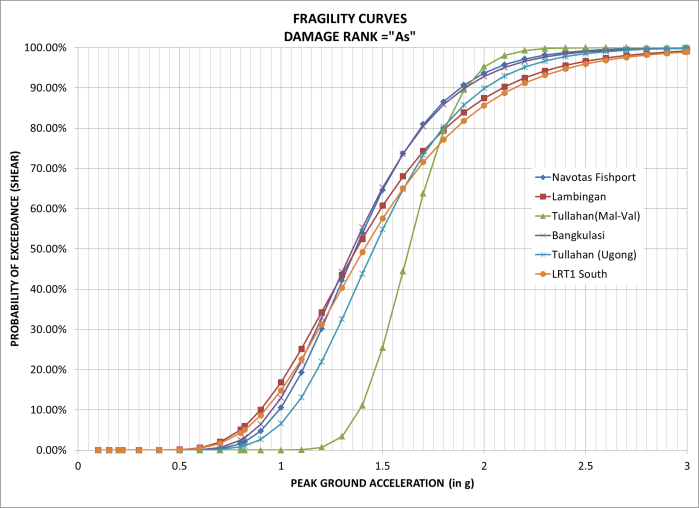 FRAGILITY CURVES
DAMAGE RANK ="As"
PROBABILITY OF EXCEEDANCE (SHEAR)
100.00%
90.00%
80.00%
70.00%
60.00%
50.00%
40.00%
30.00%
20.00%
10.00%
0.00%
Navotas Fishport
Lambingan
Tullahan(Mal-Val)
Bangkulasi
Tullahan (Ugong)
LRT1 South
0 0.5 1 1.5 2 2.5 3
PEAK GROUND ACCELERATION (in g)